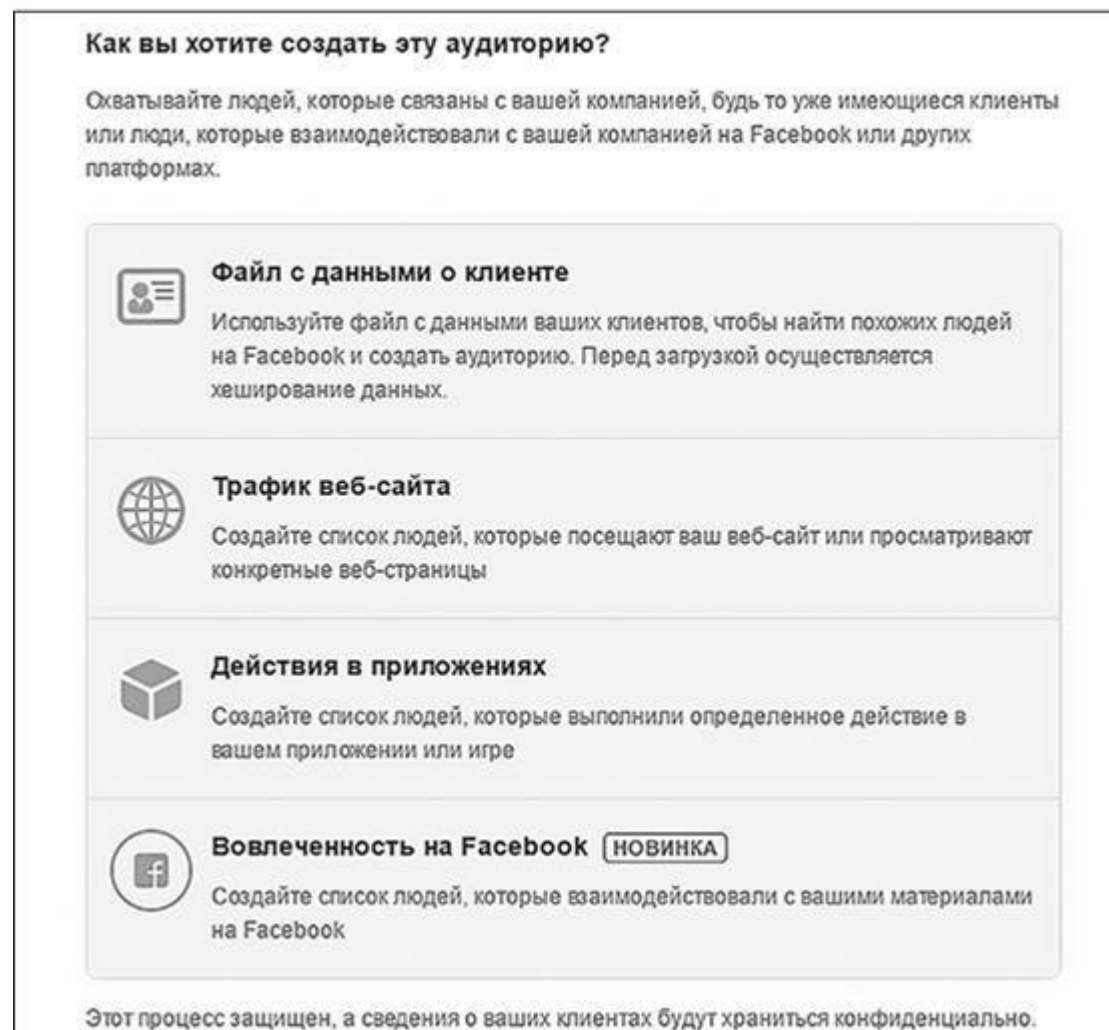 Как вы хотите создать эту аудиторию?
Охватывайте людей, которые связаны с вашей компанией, будь то уже имеющиеся клиенты
или люди, которые взаимодействовали с вашей компанией на Facebook или других
платформах.
Файл с данными о клиенте
Используйте файл с данными ваших клиентов, чтобы найти похожих людей
на Facebook и создать аудиторию. Перед загрузкой осуществляется
хеширование данных.
Трафик веб-сайта
Создайте список людей, которые посещают ваш веб-сайт или просматривают
конкретные веб-страницы
Действия в приложениях
Создайте список людей, которые выполнили определенное действие в
вашем приложении или игре
Вовлеченность на Facebook НОВИНКА
Создайте список людей, которые взаимодействовали с вашими материалами
на Facebook
Этот процесс защищен, а сведения о ваших клиентах будут храниться конфиденциально.